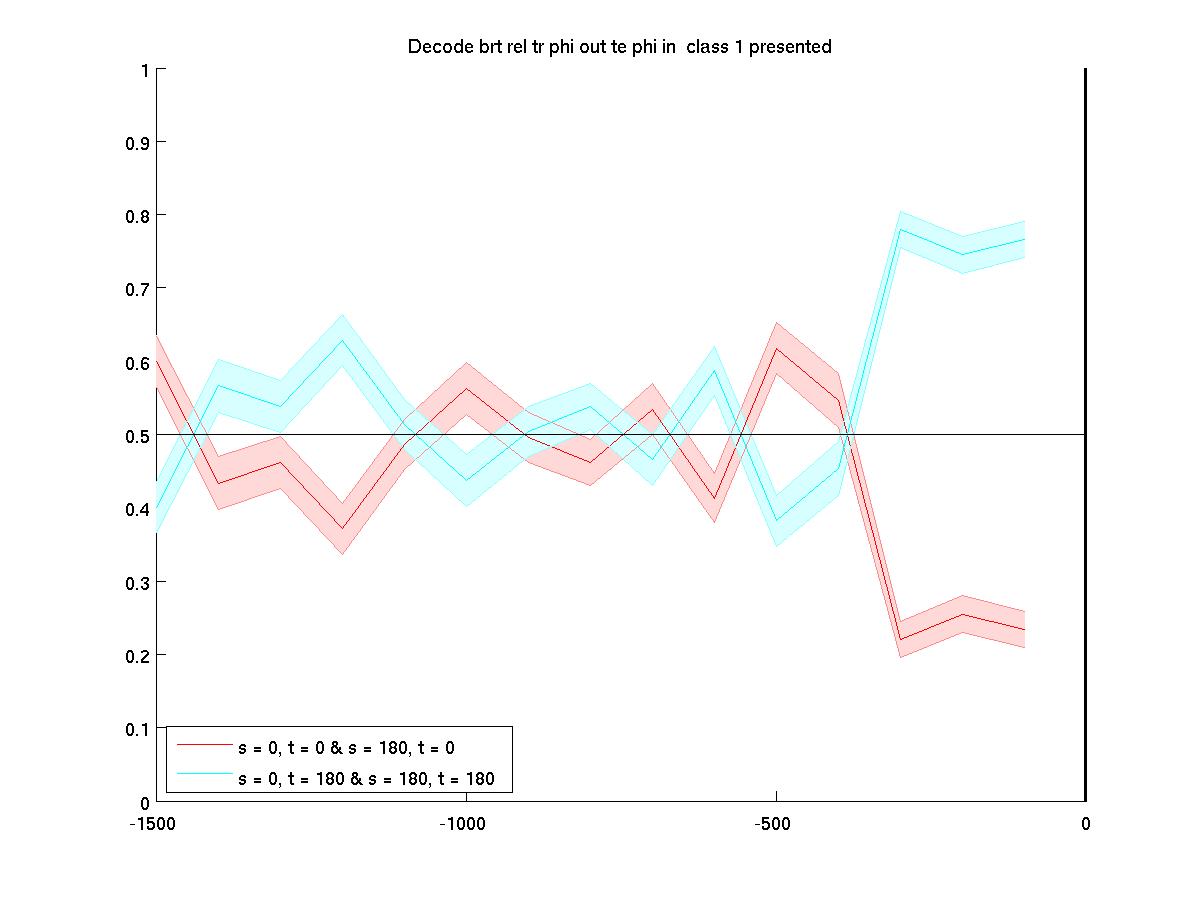 Decode brt rel tr phi out te phi in  class 1 presented
1
0.9
0.8
0.7
0.6
0.5
0.4
0.3
0.2
0.1
0
s = 0, t = 0 & s = 180, t = 0
s = 0, t = 180 & s = 180, t = 180
-1500 -1000 -500 0